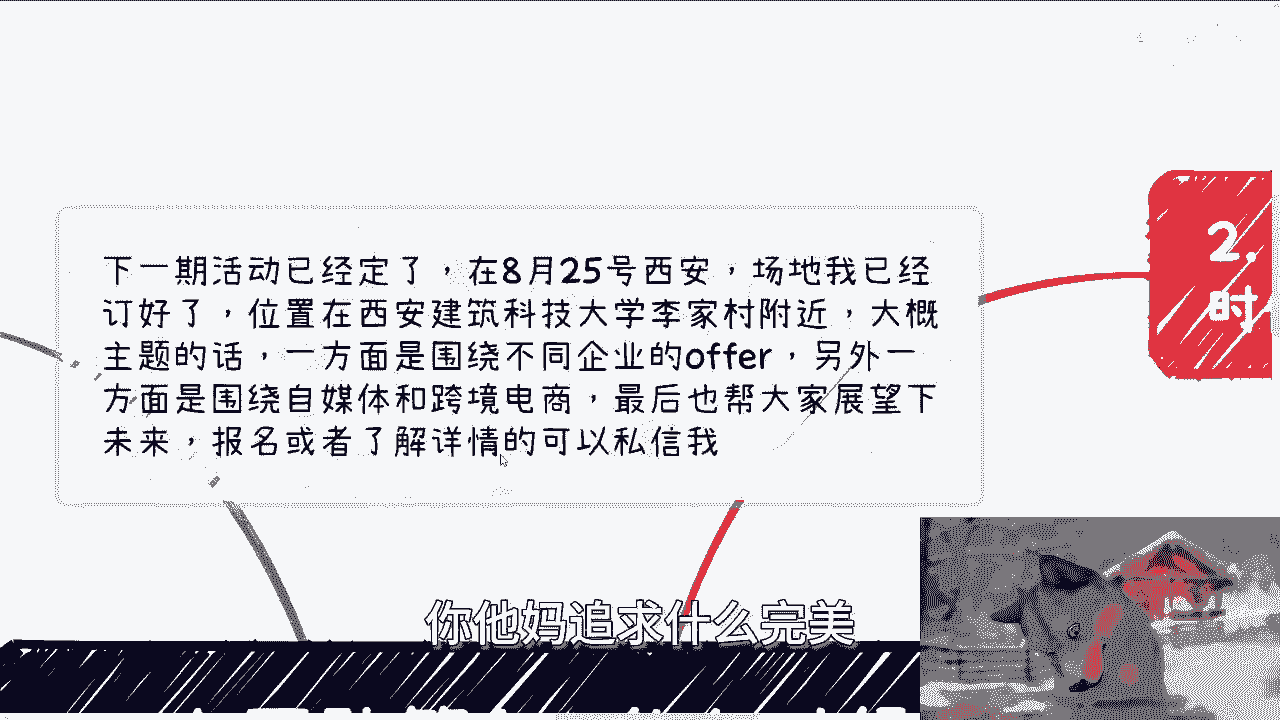 下一期活动已经定了，在8月25号西安，场地我已经
订好了，位置在西安建筑科技大学李家村附近，大概
主题的话，一方面是围绕不同企业的offer，另外一
方面是围绕自媒体和跨境电商，最后也帮大家展望下
未来，报名或者了解详情的可以私信我
2.
时
你他妈追求什么完美